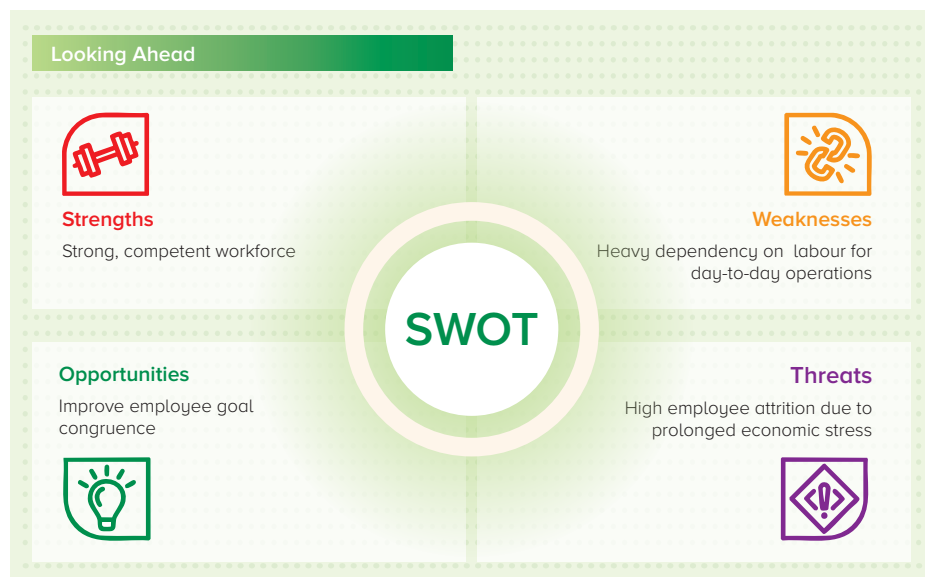 Looking Ahead
Strengths
Strong, competent workforce
Weaknesses
Heavy dependency on  labour for
day-to-day operations
SWOT
Opportunities
Improve employee goal
congruence
Threats
High employee attrition due to
prolonged economic stress